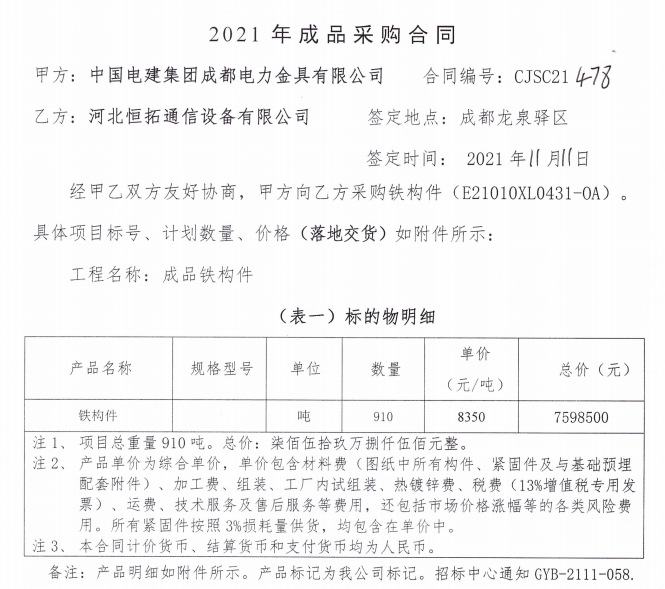 2021年成品采购合同
甲方：中国电建集团成都电力金具有限公司 合同编号：CJSC21 478
乙方：河北恒拓通信设备有限公司 签定地点：成都龙泉驿区
签定时间： 2021年11月11日
经甲乙双方友好协商，甲方向乙方采购铁构件（E21010XL0431-0A）。
具体项目标号、计划数量、价格（落地交货）如附件所示：
工程名称：成品铁构件
（表一）标的物明细
产品名称 规格型号 单位 数量 单价（元/吨） 总价（元）
铁构件 吨 910 8350 7598500
注1、项目总重量910吨。总价：柒佰伍拾玖万捌仟伍佰元整。
注2、产品单价为综合单价，单价包含材料费（图纸中所有构件、紧固件及与基础预埋
配套附件）、加工费、组装、工厂内试组装、热镀锌费、税费（13%增值税专用发
票）、运费、技术服务及售后服务等费用，还包括市场价格涨幅等的各类风险费
用。所有紧固件按照3%损耗量供货，均包含在单价中。
注3、本合同计价货币、结算货币和支付货币均为人民币。
备注：产品明细如附件所示。产品标记为我公司标记。招标中心通知GYB-2111-058.